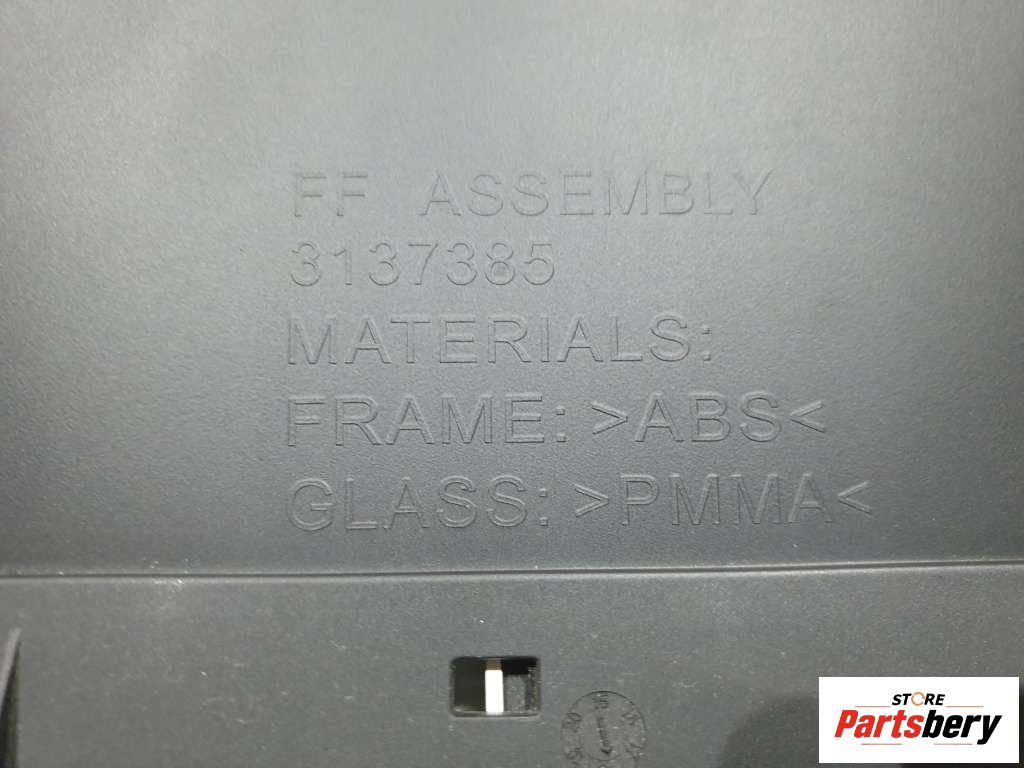 FF ASSEMBLY
3137385
MATERIALS:
FRAME: >ABS<
GLASS: >PMMA<
STORE
Partsbery